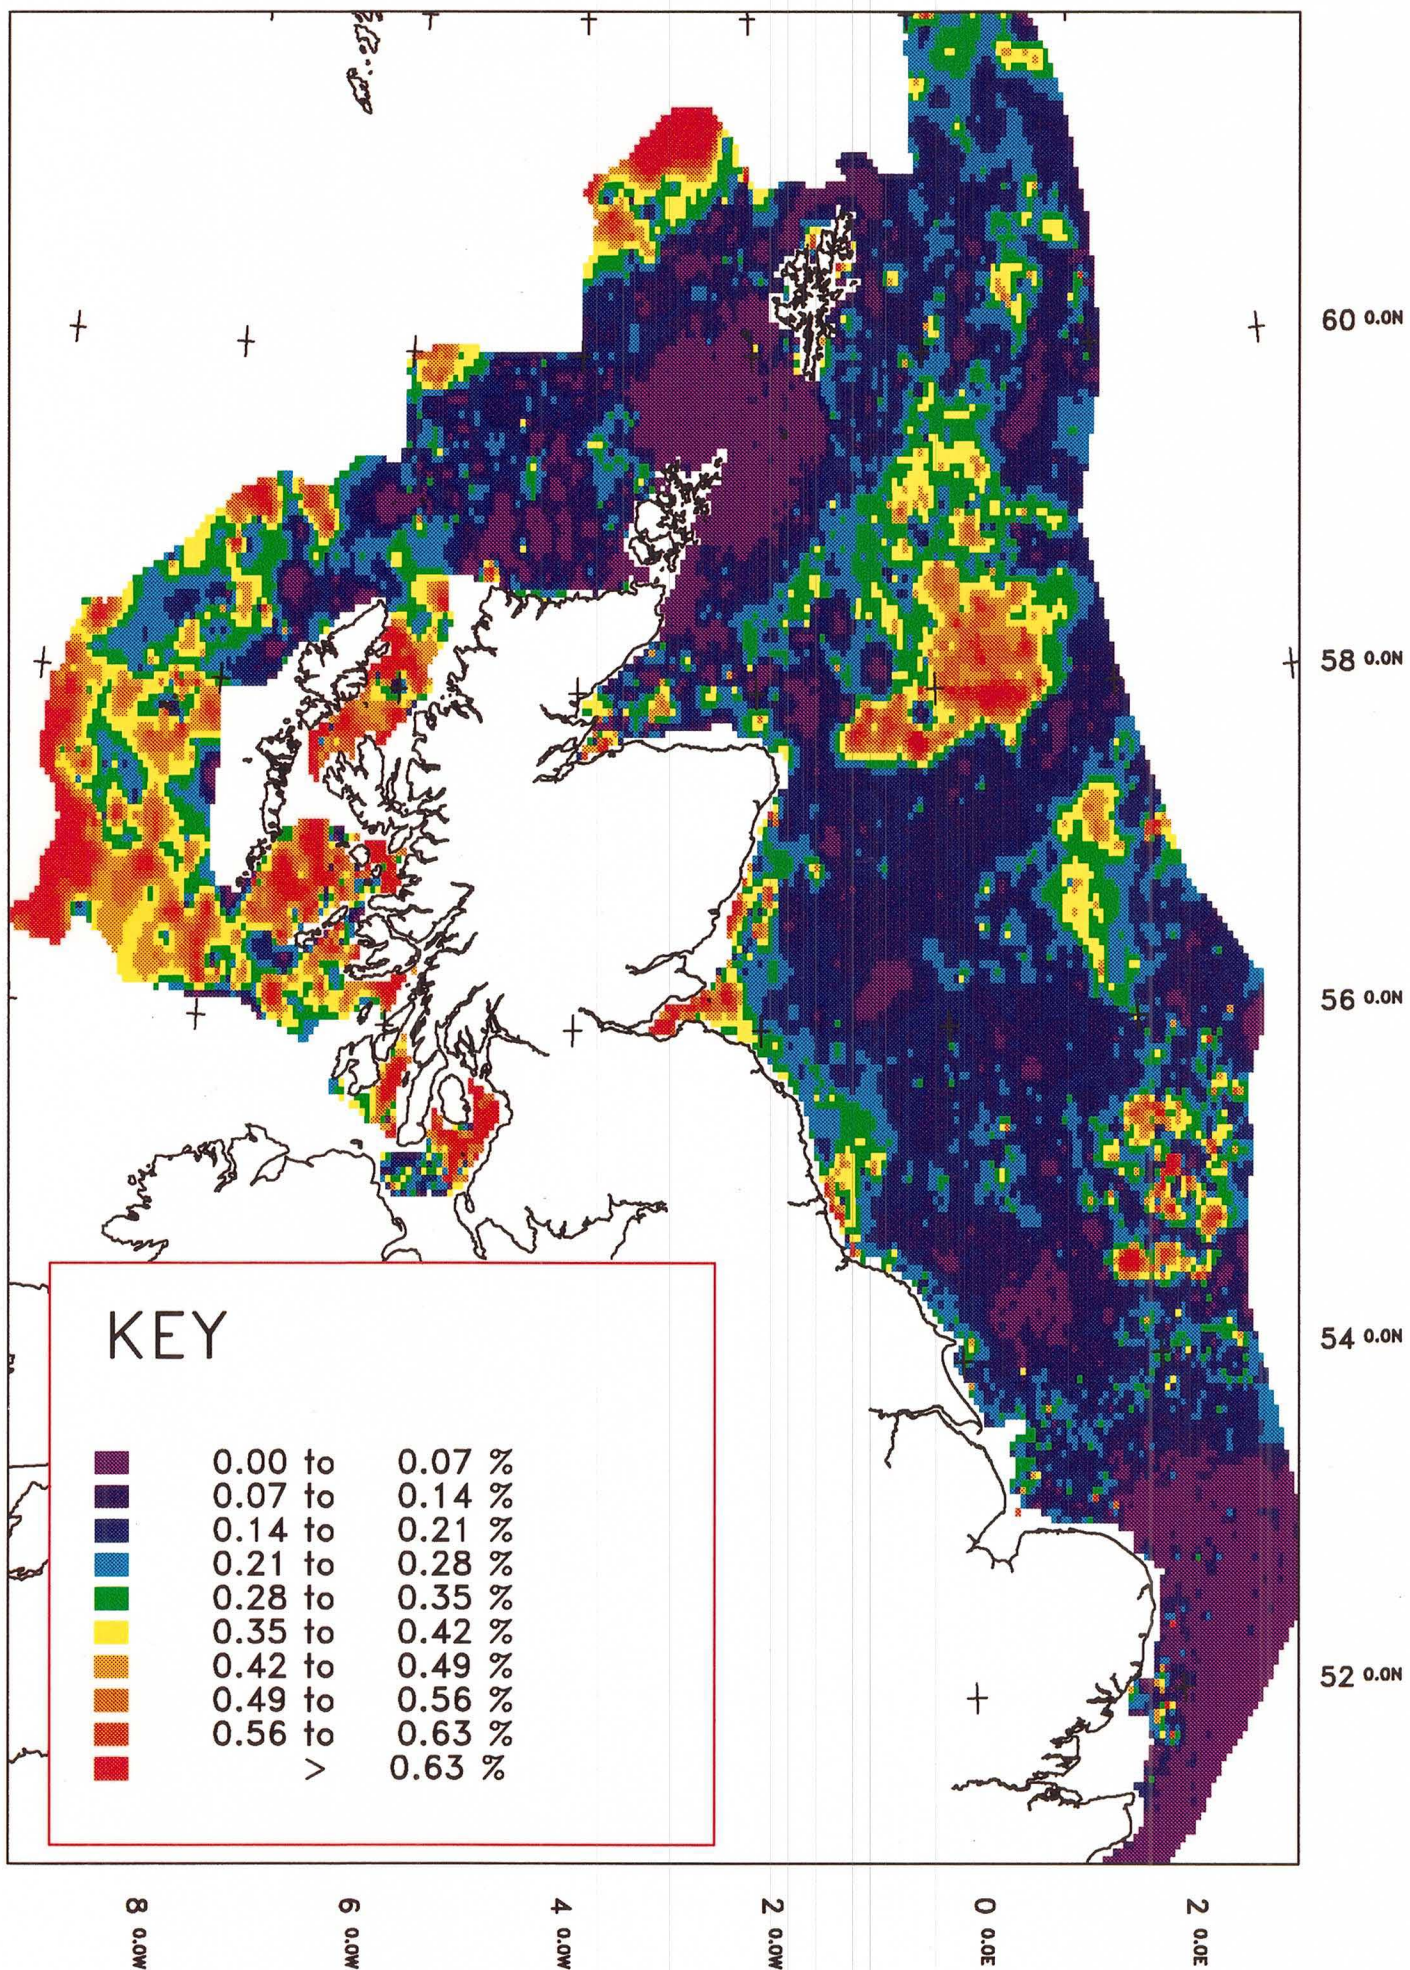 60 0.0N
58 0.0N
56 0.0N
54 0.0N
52 0.0N
KEY
0.00 to 0.07 %
0.07 to 0.14 %
0.14 to 0.21 %
0.21 to 0.28 %
0.28 to 0.35 %
0.35 to 0.42 %
0.42 to 0.49 %
0.49 to 0.56 %
0.56 to 0.63 %
> 0.63 %
8 0.0W
6 0.0W
4 0.0W
2 0.0W
0 0.0E
2 0.0E